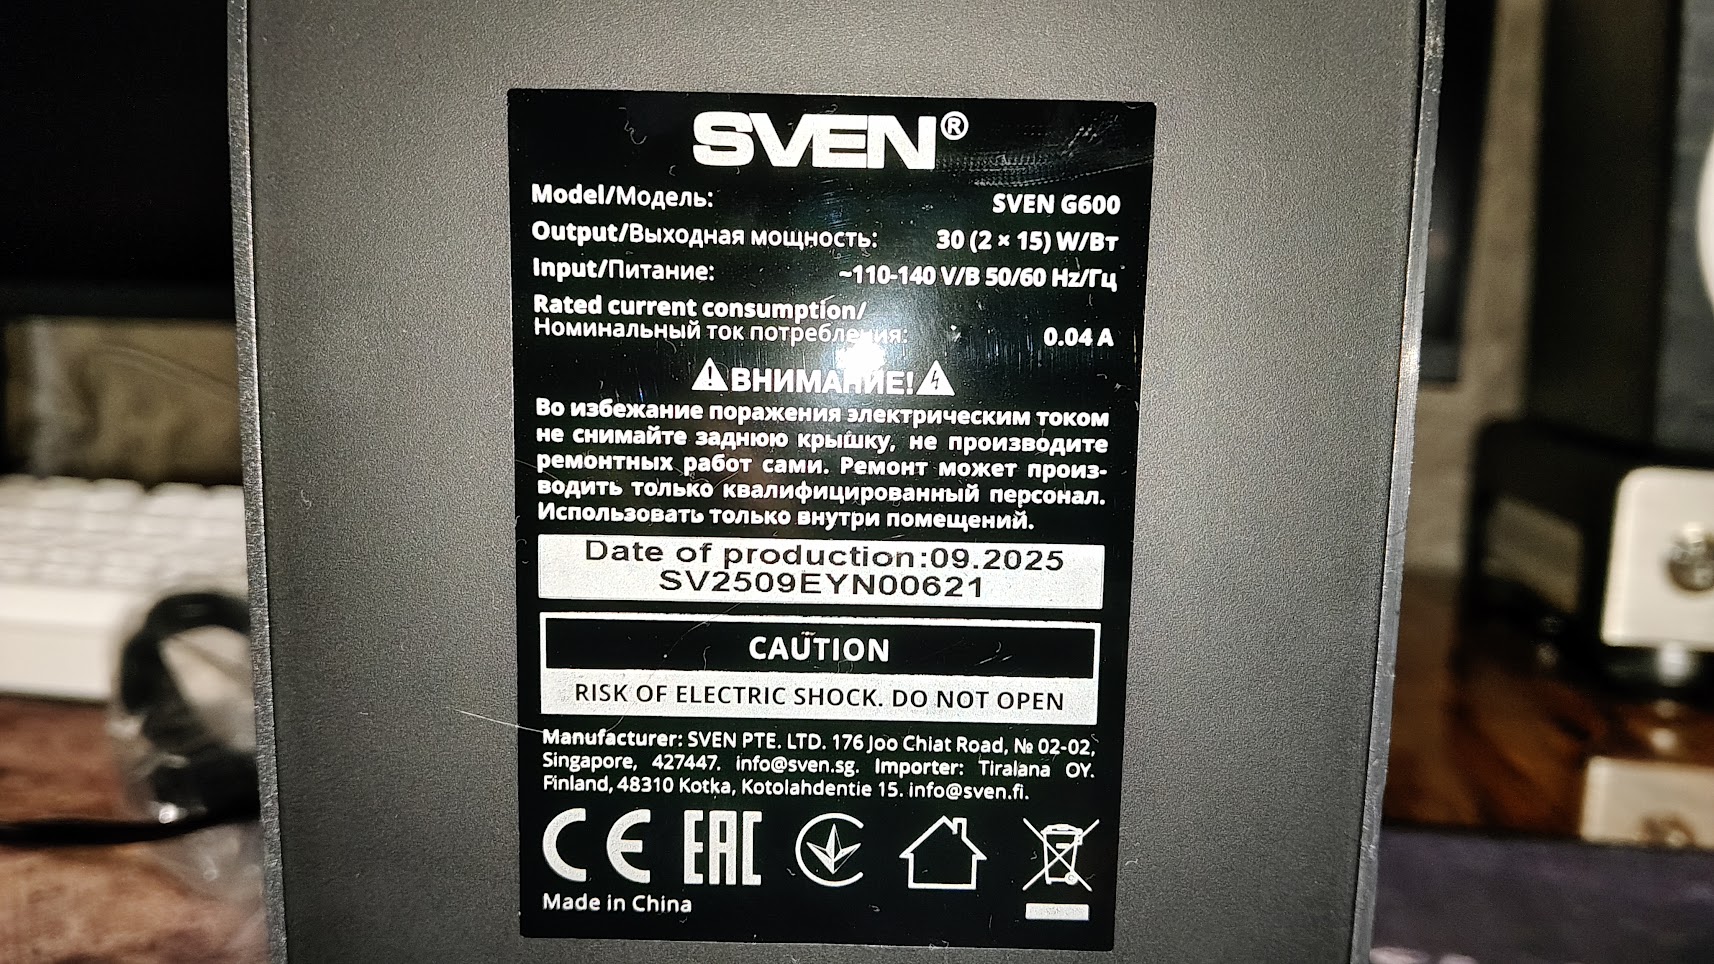 SVEN®
Model/Модель: SVEN G600
Output/Выходная мощность: 30 (2 × 15) W/Вт
Input/Питание: ~110-140 V/В 50/60 Hz/Гц
Rated current consumption/
Номинальный ток потребления: 0.04 A
ВНИМАНИЕ!
Во избежание поражения электрическим током
не снимайте заднюю крышку, не производите
ремонтных работ сами. Ремонт может произ-
водить только квалифицированный персонал.
Использовать только внутри помещений.
Date of production:09.2025
SV2509EYN00621
CAUTION
RISK OF ELECTRIC SHOCK. DO NOT OPEN
Manufacturer: SVEN PTE. LTD. 176 Joo Chiat Road, № 02-02,
Singapore, 427447. info@sven.sg. Importer: Tiralana OY.
Finland, 48310 Kotka, Kotolahdentie 15. info@sven.fi.
CE EAC
Made in China